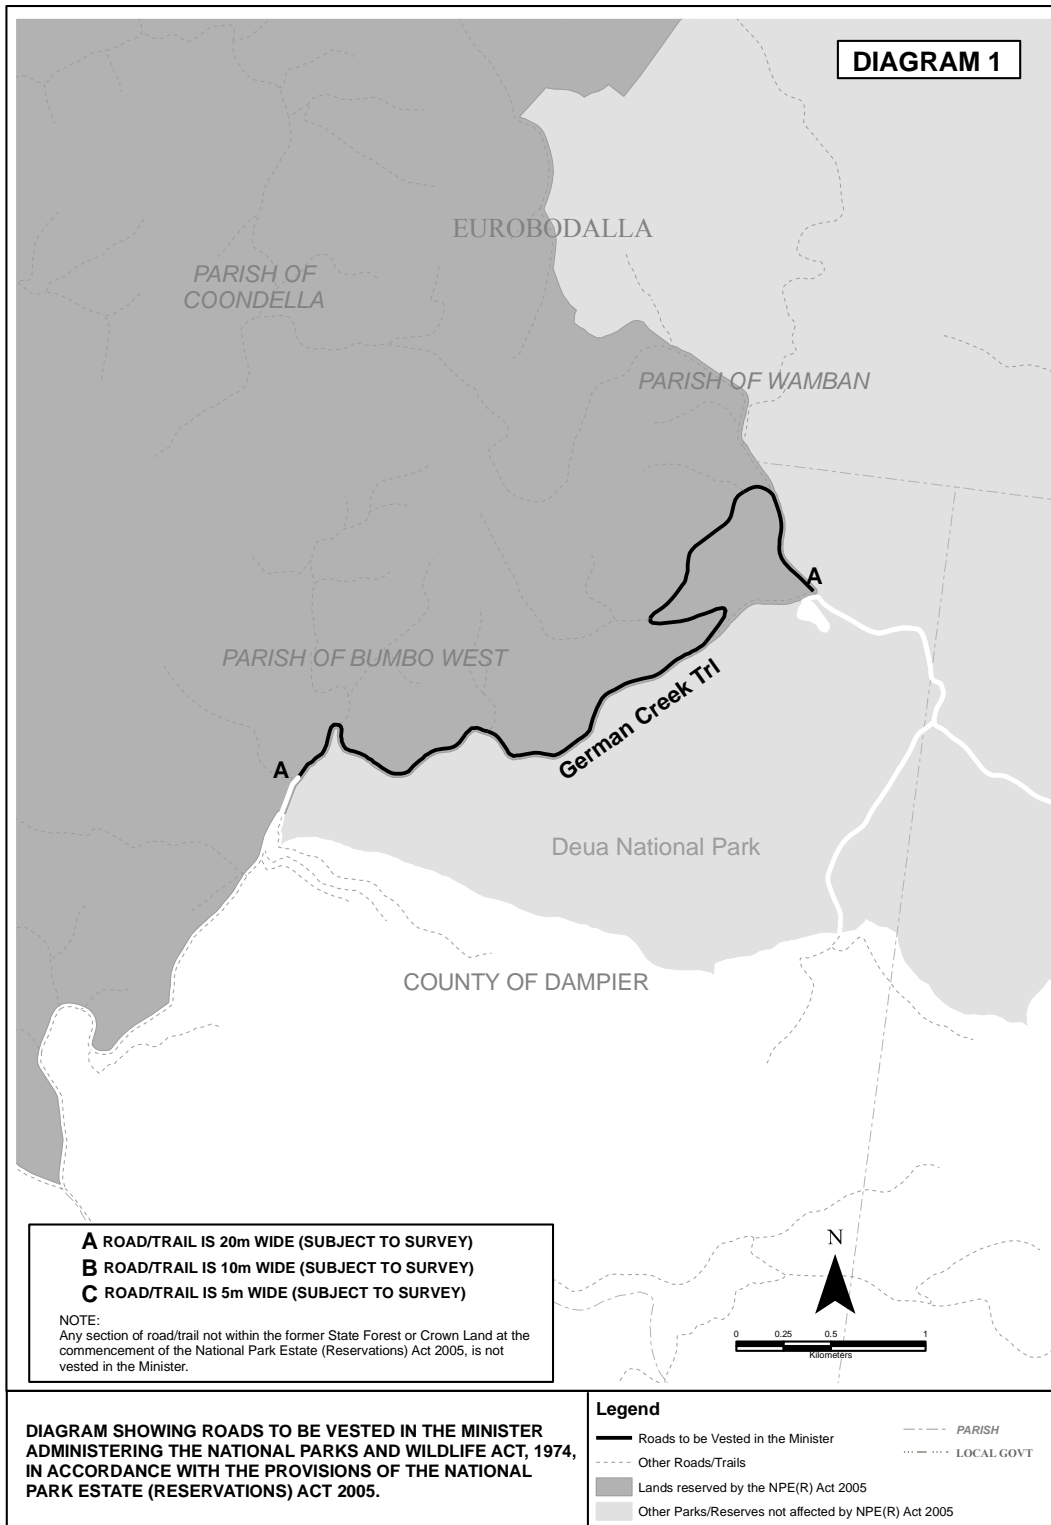 DIAGRAM 1
EUROBODALLA
PARISH OF
COONDELLA
PARISH OF WAMBAN
A
PARISH OF BUMBO WEST
German Creek Trl
A
Deua National Park
COUNTY OF DAMPIER
A ROAD/TRAIL IS 20m WIDE (SUBJECT TO SURVEY)
B ROAD/TRAIL IS 10m WIDE (SUBJECT TO SURVEY)
C ROAD/TRAIL IS 5m WIDE (SUBJECT TO SURVEY)
NOTE:
Any section of road/trail not within the former State Forest or Crown Land at the
commencement of the National Park Estate (Reservations) Act 2005, is not
vested in the Minister.
N
0 0.25 0.5 1
Kilometers
DIAGRAM SHOWING ROADS TO BE VESTED IN THE MINISTER
ADMINISTERING THE NATIONAL PARKS AND WILDLIFE ACT, 1974,
IN ACCORDANCE WITH THE PROVISIONS OF THE NATIONAL
PARK ESTATE (RESERVATIONS) ACT 2005.
Legend
Roads to be Vested in the Minister
Other Roads/Trails
Lands reserved by the NPE(R) Act 2005
Other Parks/Reserves not affected by NPE(R) Act 2005
PARISH
LOCAL GOVT